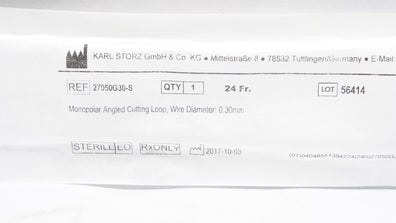 KARL STORZ GmbH & Co. KG • Mittelstraße 8 • 78532 Tuttlingen/Germany • E-Mail:
REF 27050G30-S QTY 1 24 Fr. LOT 56414
Monopolar Angled Cutting Loop, Wire Diameter: 0.30mm
STERILE EO Rx ONLY 2017-10-03